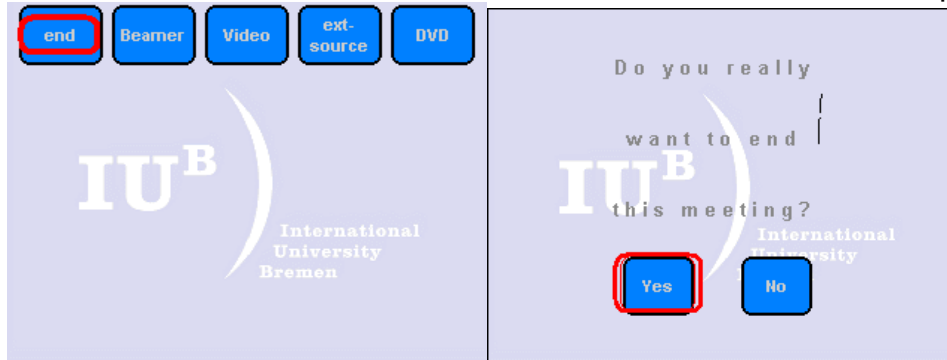 end
Beamer
Video
ext-
source
DVD
IUB
International
University
Bremen
Do you really
want to end
this meeting?
IUB
International
University
Yes
No